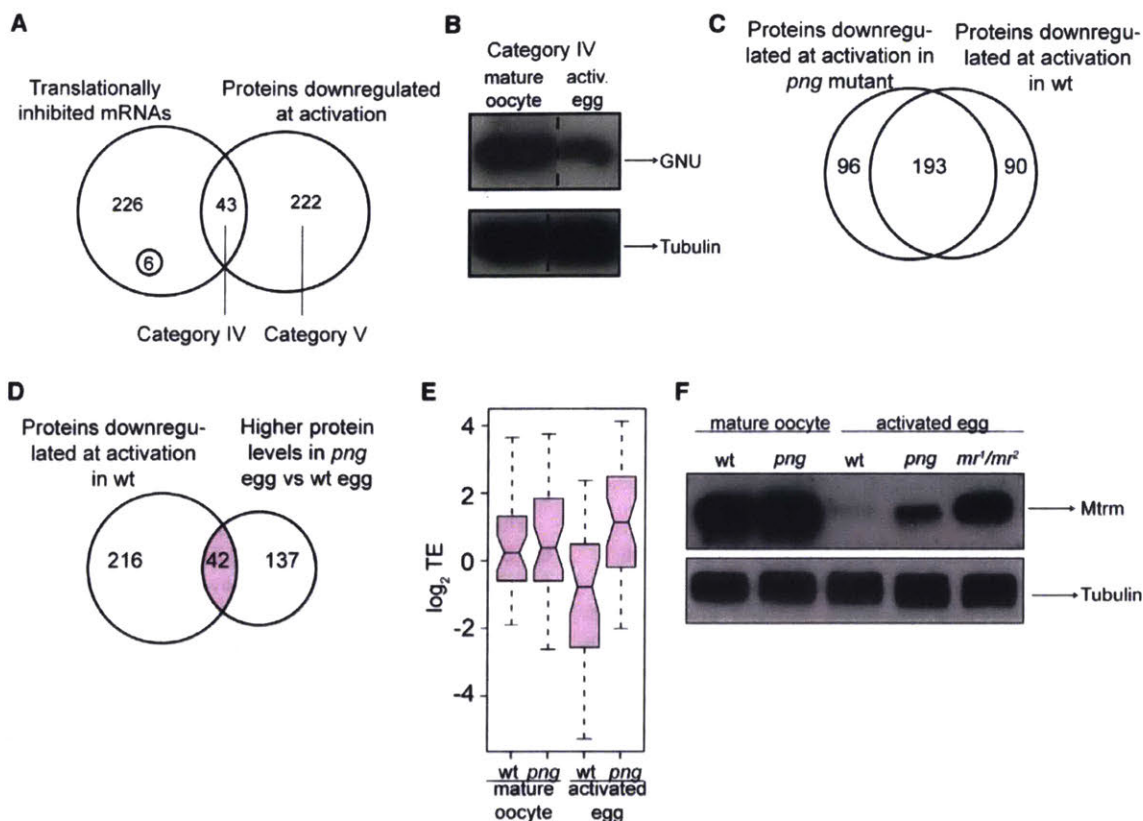 A
Translationally
inhibited mRNAs
Proteins downregulated
at activation
226
43
222
6
Category IV
Category V
B
Category IV
mature
oocyte
activ.
egg
GNU
Tubulin
C
Proteins downregu-
lated at activation in
png mutant
Proteins downregu-
lated at activation
in wt
96
193
90
D
Proteins downregu-
lated at activation
in wt
Higher protein
levels in png
egg vs wt egg
216
42
137
E
log2 TE
4
2
0
-2
-4
wt png wt png
mature
oocyte
activated
egg
F
mature oocyte
activated egg
wt
png
wt
png
mr1/mr2
Mtrm
Tubulin